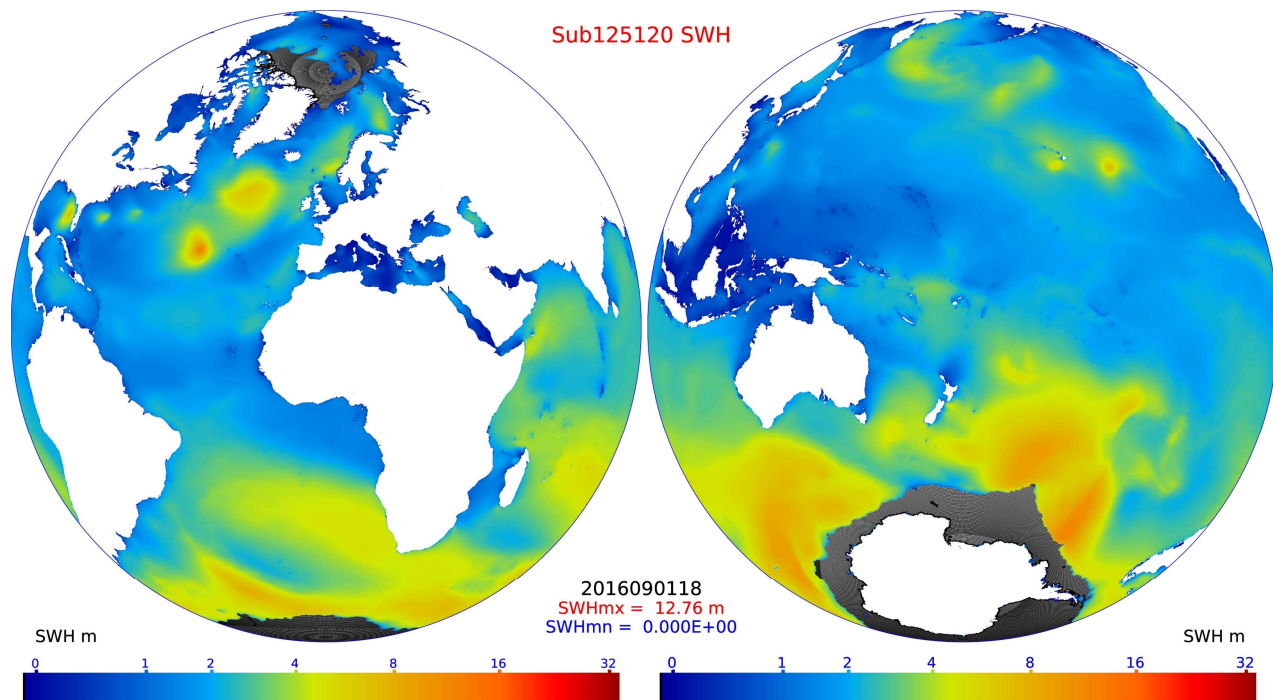 Sub125120 SWH
2016090118
SWHmx = 12.76 m
SWHmn = 0.000E+00
SWH m
SWH m
0 1 2 4 8 16 32
0 1 2 4 8 16 32